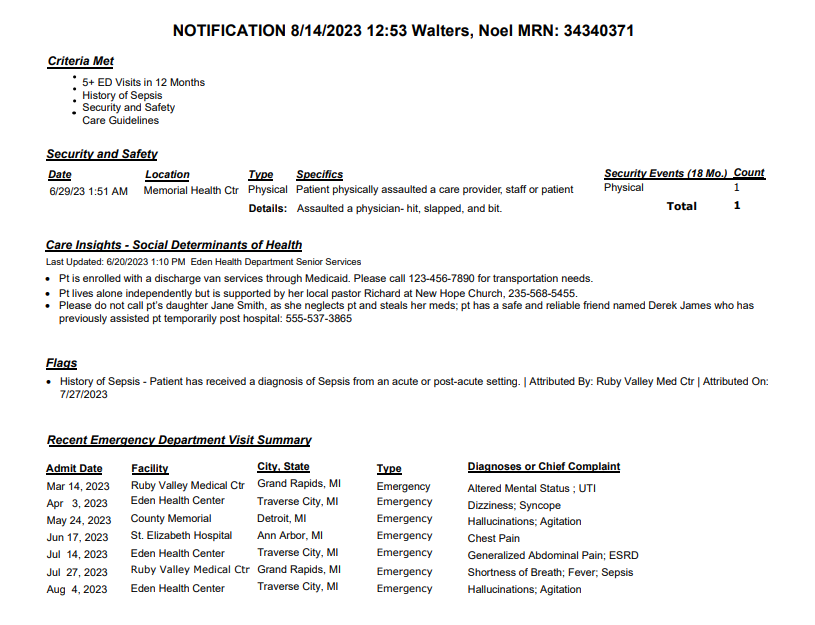 NOTIFICATION 8/14/2023 12:53 Walters, Noel MRN: 34340371
Criteria Met
• 5+ ED Visits in 12 Months
• History of Sepsis
• Security and Safety
• Care Guidelines
Security and Safety
Date Location Type Specifics Security Events (18 Mo.) Count
6/29/23 1:51 AM Memorial Health Ctr Physical Patient physically assaulted a care provider, staff or patient Physical 1
Details: Assaulted a physician- hit, slapped, and bit. Total 1
Care Insights - Social Determinants of Health
Last Updated: 6/20/2023 1:10 PM Eden Health Department Senior Services
• Pt is enrolled with a discharge van services through Medicaid. Please call 123-456-7890 for transportation needs.
• Pt lives alone independently but is supported by her local pastor Richard at New Hope Church, 235-568-5455.
• Please do not call pt's daughter Jane Smith, as she neglects pt and steals her meds; pt has a safe and reliable friend named Derek James who has
previously assisted pt temporarily post hospital: 555-537-3865
Flags
• History of Sepsis - Patient has received a diagnosis of Sepsis from an acute or post-acute setting. | Attributed By: Ruby Valley Med Ctr | Attributed On:
7/27/2023
Recent Emergency Department Visit Summary
Admit Date Facility City, State Type Diagnoses or Chief Complaint
Mar 14, 2023 Ruby Valley Medical Ctr Grand Rapids, MI Emergency Altered Mental Status ; UTI
Apr 3, 2023 Eden Health Center Traverse City, MI Emergency Dizziness; Syncope
May 24, 2023 County Memorial Detroit, MI Emergency Hallucinations; Agitation
Jun 17, 2023 St. Elizabeth Hospital Ann Arbor, MI Emergency Chest Pain
Jul 14, 2023 Eden Health Center Traverse City, MI Emergency Generalized Abdominal Pain; ESRD
Jul 27, 2023 Ruby Valley Medical Ctr Grand Rapids, MI Emergency Shortness of Breath; Fever; Sepsis
Aug 4, 2023 Eden Health Center Traverse City, MI Emergency Hallucinations; Agitation